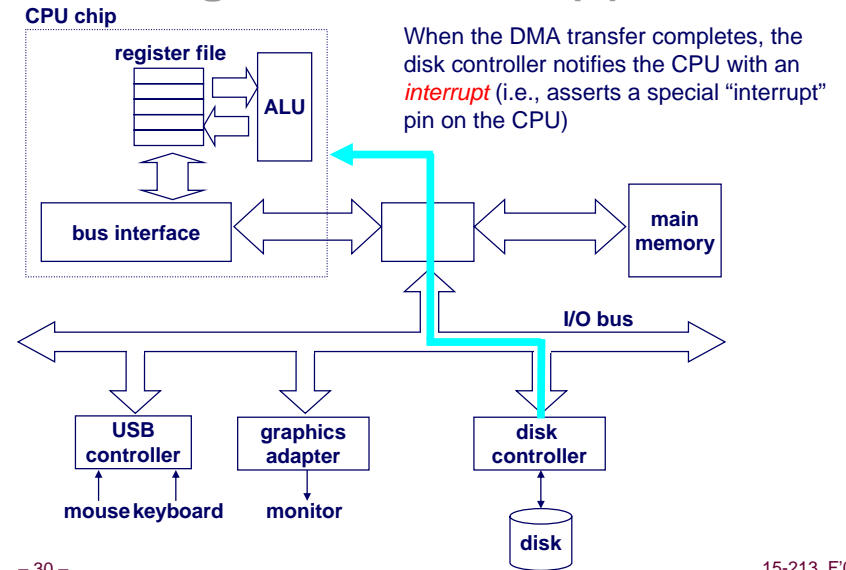 CPU chip
register file
ALU
When the DMA transfer completes, the
disk controller notifies the CPU with an
interrupt (i.e., asserts a special “interrupt”
pin on the CPU)
bus interface
main
memory
I/O bus
USB
controller
graphics
adapter
disk
controller
mouse keyboard
monitor
disk
– 30 –
15-213, F’0